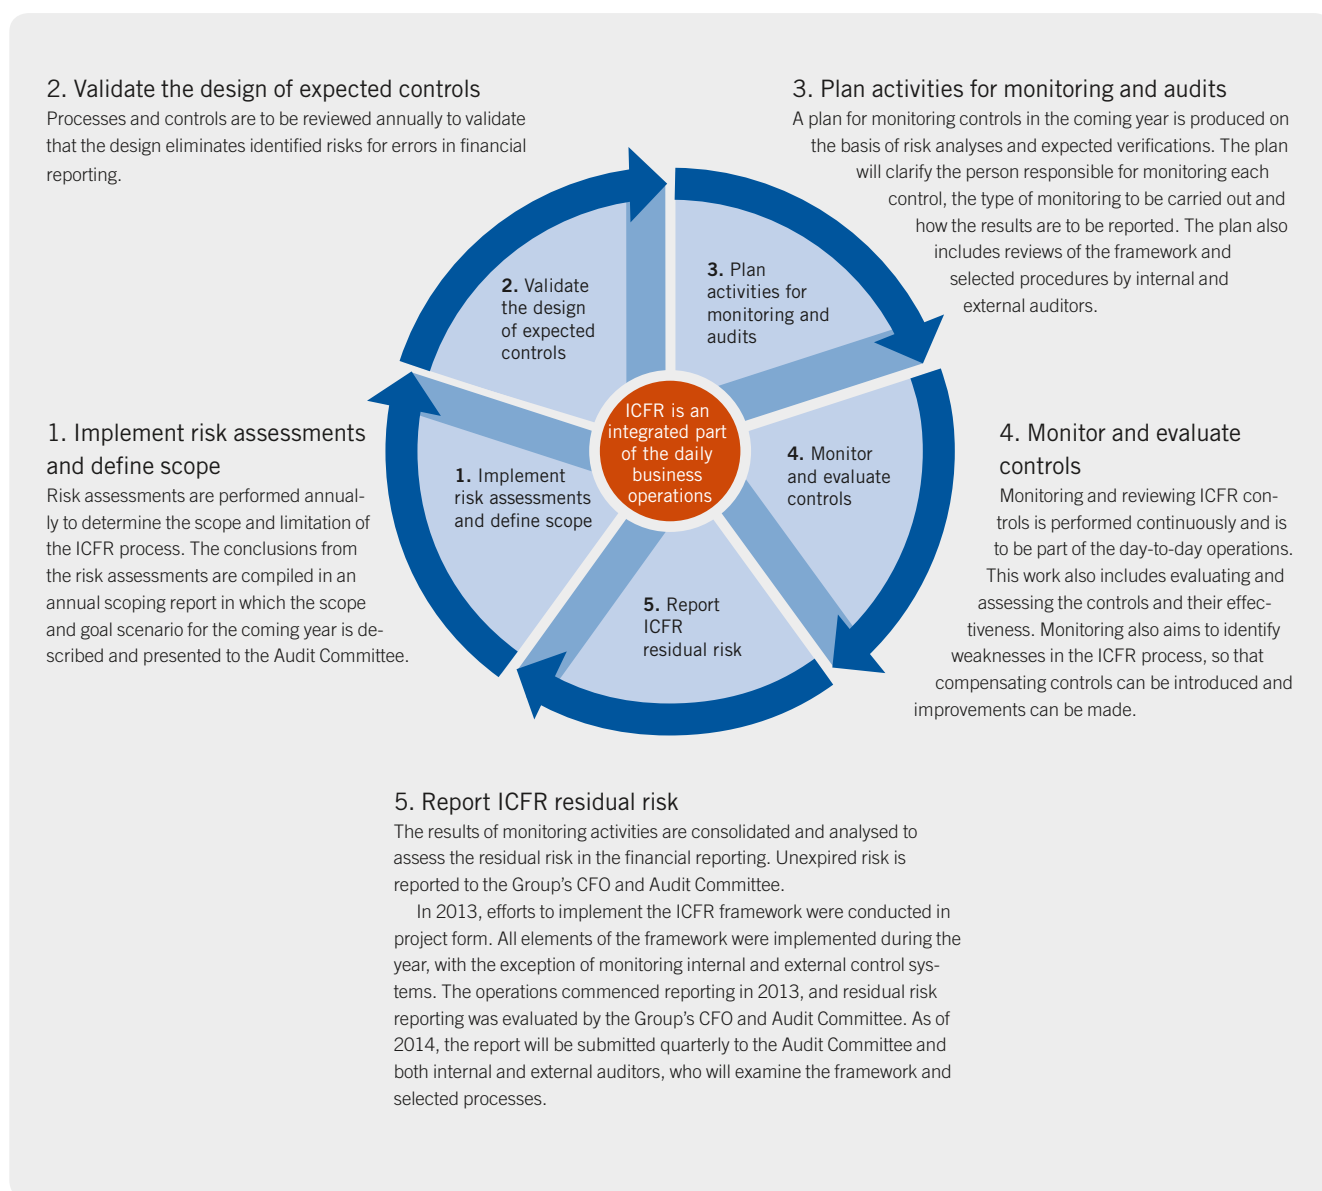 2. Validate the design of expected controls
Processes and controls are to be reviewed annually to validate
that the design eliminates identified risks for errors in financial
reporting.
3. Plan activities for monitoring and audits
A plan for monitoring controls in the coming year is produced on
the basis of risk analyses and expected verifications. The plan
will clarify the person responsible for monitoring each
control, the type of monitoring to be carried out and
how the results are to be reported. The plan also
includes reviews of the framework and
selected procedures by internal and
external auditors.
2. Validate
the design
of expected
controls
3. Plan
activities for
monitoring and
audits
1. Implement risk assessments
and define scope
Risk assessments are performed annual-
ly to determine the scope and limitation of
the ICFR process. The conclusions from
the risk assessments are compiled in an
annual scoping report in which the scope
and goal scenario for the coming year is de-
scribed and presented to the Audit Committee.
1. Implement
risk assessments
and define scope
ICFR is an
integrated part
of the daily
business
operations
4. Monitor
and evaluate
controls
5. Report
ICFR
residual risk
4. Monitor and evaluate
controls
Monitoring and reviewing ICFR con-
trols is performed continuously and is
to be part of the day-to-day operations.
This work also includes evaluating and
assessing the controls and their effec-
tiveness. Monitoring also aims to identify
weaknesses in the ICFR process, so that
compensating controls can be introduced and
improvements can be made.
5. Report ICFR residual risk
The results of monitoring activities are consolidated and analysed to
assess the residual risk in the financial reporting. Unexpired risk is
reported to the Group's CFO and Audit Committee.
In 2013, efforts to implement the ICFR framework were conducted in
project form. All elements of the framework were implemented during the
year, with the exception of monitoring internal and external control sys-
tems. The operations commenced reporting in 2013, and residual risk
reporting was evaluated by the Group's CFO and Audit Committee. As of
2014, the report will be submitted quarterly to the Audit Committee and
both internal and external auditors, who will examine the framework and
selected processes.